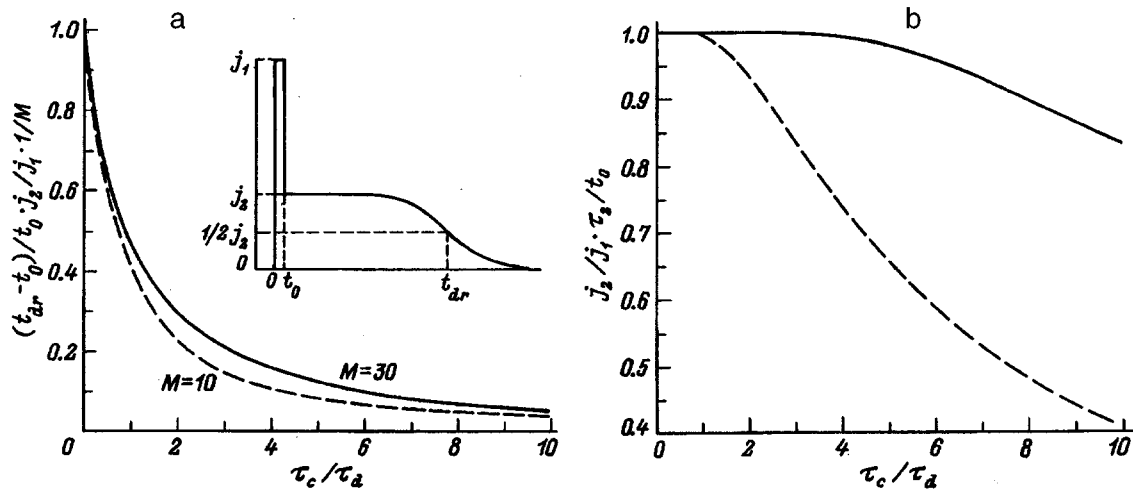 a
(t_dr - t_0)/t_0 · j_2/j_1 · 1/M
1.0
0.8
0.6
0.4
0.2
0
2
4
6
8
10
τ_c/τ_d
M=30
M=10
j_1
j_2
1/2 j_2
0
0
t_0
t_dr
b
j_2/j_1 · τ_2/t_0
1.0
0.95
0.9
0.8
0.7
0.6
0.5
0.4
0
2
4
6
8
10
τ_c/τ_d